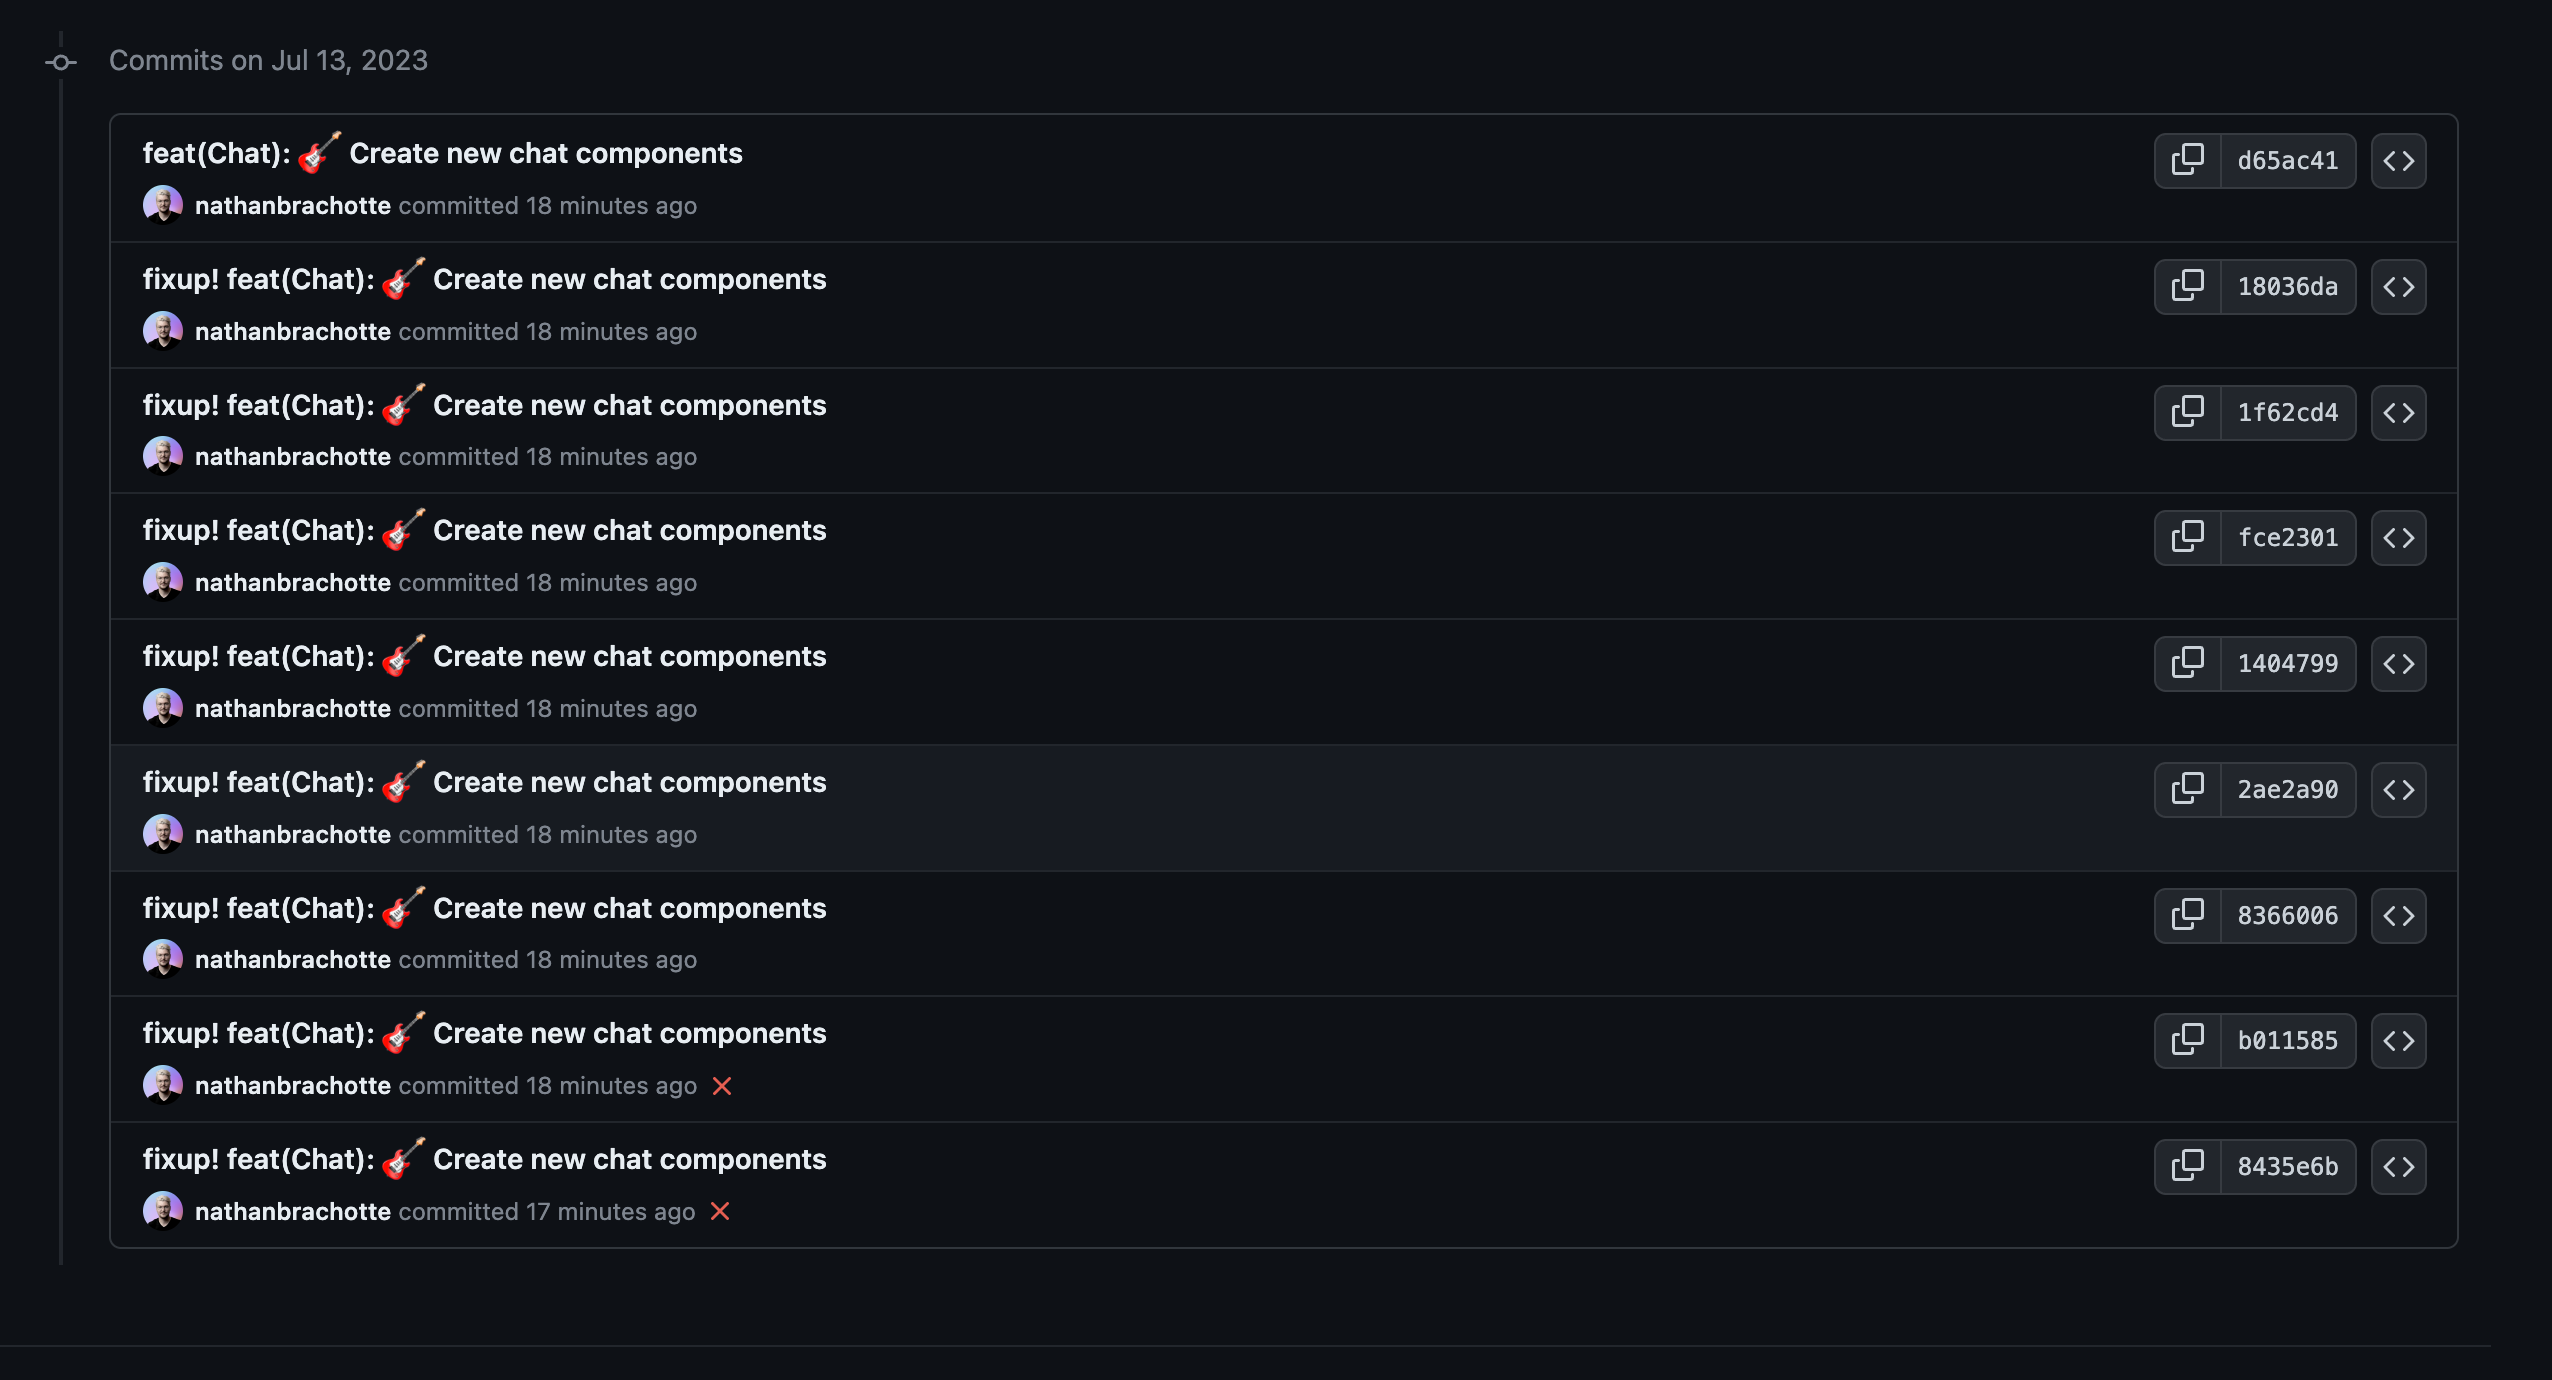 Commits on Jul 13, 2023
feat(Chat): 🎸 Create new chat components
d65ac41
nathanbrachotte committed 18 minutes ago
fixup! feat(Chat): 🎸 Create new chat components
18036da
nathanbrachotte committed 18 minutes ago
fixup! feat(Chat): 🎸 Create new chat components
1f62cd4
nathanbrachotte committed 18 minutes ago
fixup! feat(Chat): 🎸 Create new chat components
fce2301
nathanbrachotte committed 18 minutes ago
fixup! feat(Chat): 🎸 Create new chat components
1404799
nathanbrachotte committed 18 minutes ago
fixup! feat(Chat): 🎸 Create new chat components
2ae2a90
nathanbrachotte committed 18 minutes ago
fixup! feat(Chat): 🎸 Create new chat components
8366006
nathanbrachotte committed 18 minutes ago
fixup! feat(Chat): 🎸 Create new chat components
b011585
nathanbrachotte committed 18 minutes ago
fixup! feat(Chat): 🎸 Create new chat components
8435e6b
nathanbrachotte committed 17 minutes ago